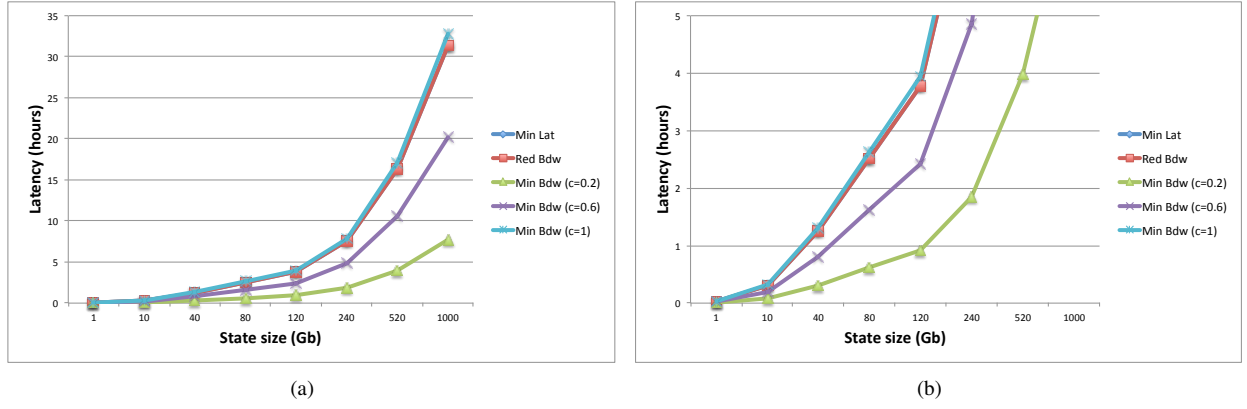 35
30
25
20
15
10
5
0
Latency (hours)
1 10 40 80 120 240 520 1000
State size (Gb)
Min Lat
Red Bdw
Min Bdw (c=0.2)
Min Bdw (c=0.6)
Min Bdw (c=1)
(a)
5
4
3
2
1
0
Latency (hours)
1 10 40 80 120 240 520 1000
State size (Gb)
Min Lat
Red Bdw
Min Bdw (c=0.2)
Min Bdw (c=0.6)
Min Bdw (c=1)
(b)